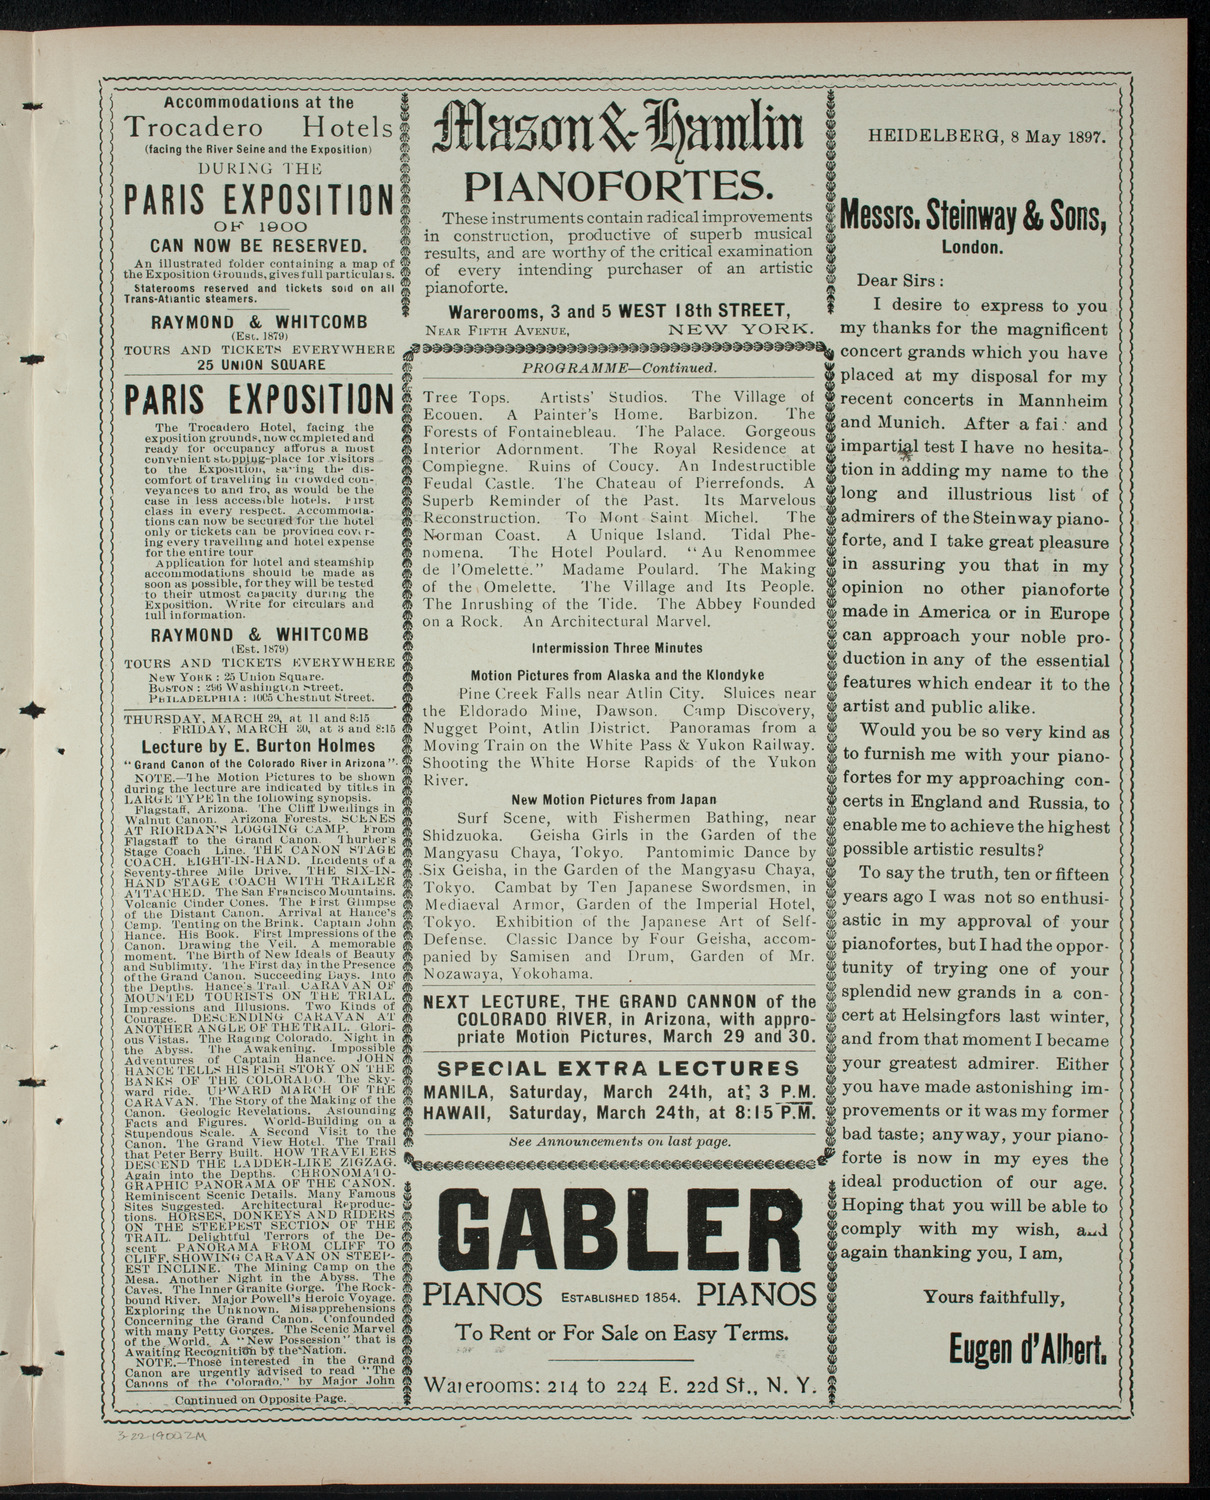 Accommodations at the
Trocadero Hotels
(facing the River Seine and the Exposition)
DURING THE
PARIS EXPOSITION
OF 1900
CAN NOW BE RESERVED.
An illustrated folder containing a map of
the Exposition Grounds, gives full particulars.
Staterooms reserved and tickets sold on all
Trans-Atlantic steamers.
RAYMOND & WHITCOMB
(Est. 1879)
TOURS AND TICKETS EVERYWHERE
25 UNION SQUARE
PARIS EXPOSITION
The Trocadero Hotel, facing the
exposition grounds, now completed and
ready for occupancy affords a most
convenient stopping-place for visitors
to the Exposition, saving the dis-
comfort of traveling in crowded con-
veyances to and fro, as would be the
case in less accessible hotels. First
class in every respect. Accommoda-
tions can now be secured for the hotel
only or tickets can be provided cover-
ing every travelling and hotel expense
for the entire tour
Application for hotel and steamship
accommodations should be made as
soon as possible, for they will be tested
to their utmost capacity during the
Exposition. Write for circulars and
full information.
RAYMOND & WHITCOMB
(Est. 1879)
TOURS AND TICKETS EVERYWHERE
NEW YORK: 25 Union Square.
BOSTON: 296 Washington Street.
PHILADELPHIA: 1005 Chestnut Street.
THURSDAY, MARCH 29, at 11 and 8:15
FRIDAY, MARCH 30, at 3 and 8:15
Lecture by E. Burton Holmes
"Grand Canon of the Colorado River in Arizona"
NOTE.—The Motion Pictures to be shown
during the lecture are indicated by titles in
LARGE TYPE in the following synopsis.
Flagstaff, Arizona. The Cliff Dwellings in
Walnut Canon. Arizona Forests. SCENES
AT RIORDAN'S LOGGING CAMP. From
Flagstaff to the Grand Canon. Thurber's
Stage Coach Line. THE CANON STAGE
COACH. EIGHT-IN-HAND. Incidents of a
Seventy-three Mile Drive. THE SIX-IN-
HAND STAGE COACH WITH TRAILER
ATTACHED. The San Francisco Mountains.
Volcanic Cinder Cones. The First Glimpse
of the Distant Canon. Arrival at Hance's
Camp. Tenting on the Brink. Captain John
Hance. His Book. First Impressions of the
Canon. Drawing the Veil. A memorable
moment. The Birth of New Ideals of Beauty
and Sublimity. The First day in the Presence
of the Grand Canon. Succeeding Days. Into
the Depths. Hance's Trail. CARAVAN OF
MOUNTED TOURISTS ON THE TRAIL.
Impressions and Illusions. Two Kinds of
Courage. DESCENDING CARAVAN AT
ANOTHER ANGLE OF THE TRAIL. Glori-
ous Vistas. The Raging Colorado. Night in
the Abyss. The Awakening. Impossible
Adventures of Captain Hance. JOHN
HANCE TELLS HIS FISH STORY ON THE
BANKS OF THE COLORADO. The Sky-
ward ride. UPWARD MARCH OF THE
CARAVAN. The Story of the Making of the
Canon. Geologic Revelations. Astounding
Facts and Figures. World-Building on a
Stupendous Scale. A Second Visit to the
Canon. The Grand View Hotel. The Trail
that Peter Berry Built. HOW TRAVELERS
DESCEND THE LADDER-LIKE ZIGZAG.
Again into the Depths. CHROMATO-
GRAPHIC PANORAMA OF THE CANON.
Reminiscent Scenic Details. Many Famous
Sites Suggested. Architectural Reproduc-
tions. HORSES, DONKEYS AND RIDERS
ON THE STEEPEST SECTION OF THE
TRAIL. Delightful Terrors of the De-
scent. PANORAMA FROM CLIFF TO
CLIFF, SHOWING CARAVAN ON STEEP-
EST INCLINE. The Mining Camp on the
Mesa. Another Night in the Abyss. The
Caves. The Inner Granite Gorge. The Rock-
bound River. Major Powell's Heroic Voyage.
Exploring the Unknown. Misapprehensions
Concerning the Grand Canon. Confounded
with many Petty Gorges. The Scenic Marvel
of the World. A "New Possession" that is
Awaiting Recognition by the Nation.
NOTE.—Those interested in the Grand
Canon are urgently advised to read "The
Canons of the Colorado," by Major John
Continued on Opposite Page.
Mason & Hamlin
PIANOFORTES.
These instruments contain radical improvements
in construction, productive of superb musical
results, and are worthy of the critical examination
of every intending purchaser of an artistic
pianoforte.
Warerooms, 3 and 5 WEST 18th STREET,
NEAR FIFTH AVENUE, NEW YORK.
PROGRAMME—Continued.
Tree Tops. Artists' Studios. The Village of
Ecouen. A Painter's Home. Barbizon. The
Forests of Fontainebleau. The Palace. Gorgeous
Interior Adornment. The Royal Residence at
Compiegne. Ruins of Coucy. An Indestructible
Feudal Castle. The Chateau of Pierrefonds. A
Superb Reminder of the Past. Its Marvelous
Reconstruction. To Mont Saint Michel. The
Norman Coast. A Unique Island. Tidal Phe-
nomena. The Hotel Poulard. "Au Renommee
de l'Omelette." Madame Poulard. The Making
of the Omelette. The Village and Its People.
The Inrushing of the Tide. The Abbey Founded
on a Rock. An Architectural Marvel.
Intermission Three Minutes
Motion Pictures from Alaska and the Klondyke
Pine Creek Falls near Atlin City. Sluices near
the Eldorado Mine, Dawson. Camp Discovery,
Nugget Point, Atlin District. Panoramas from a
Moving Train on the White Pass & Yukon Railway.
Shooting the White Horse Rapids of the Yukon
River.
New Motion Pictures from Japan
Surf Scene, with Fishermen Bathing, near
Shidzuoka. Geisha Girls in the Garden of the
Mangyasu Chaya, Tokyo. Pantomimic Dance by
Six Geisha, in the Garden of the Mangyasu Chaya,
Tokyo. Cambat by Ten Japanese Swordsmen, in
Mediaeval Armor, Garden of the Imperial Hotel,
Tokyo. Exhibition of the Japanese Art of Self-
Defense. Classic Dance by Four Geisha, accom-
panied by Samisen and Drum, Garden of Mr.
Nozawaya, Yokohama.
NEXT LECTURE, THE GRAND CANNON of the
COLORADO RIVER, in Arizona, with appro-
priate Motion Pictures, March 29 and 30.
SPECIAL EXTRA LECTURES
MANILA, Saturday, March 24th, at 3 P.M.
HAWAII, Saturday, March 24th, at 8:15 P.M.
See Announcements on last page.
GABLER
PIANOS ESTABLISHED 1854. PIANOS
To Rent or For Sale on Easy Terms.
Warerooms: 214 to 224 E. 22d St., N. Y.
HEIDELBERG, 8 May 1897.
Messrs. Steinway & Sons,
London.
Dear Sirs:
I desire to express to you
my thanks for the magnificent
concert grands which you have
placed at my disposal for my
recent concerts in Mannheim
and Munich. After a fair and
impartial test I have no hesita-
tion in adding my name to the
long and illustrious list of
admirers of the Steinway piano-
forte, and I take great pleasure
in assuring you that in my
opinion no other pianoforte
made in America or in Europe
can approach your noble pro-
duction in any of the essential
features which endear it to the
artist and public alike.
Would you be so very kind as
to furnish me with your piano-
fortes for my approaching con-
certs in England and Russia, to
enable me to achieve the highest
possible artistic results?
To say the truth, ten or fifteen
years ago I was not so enthusi-
astic in my approval of your
pianofortes, but I had the oppor-
tunity of trying one of your
splendid new grands in a con-
cert at Helsingfors last winter,
and from that moment I became
your greatest admirer. Either
you have made astonishing im-
provements or it was my former
bad taste; anyway, your piano-
forte is now in my eyes the
ideal production of our age.
Hoping that you will be able to
comply with my wish, and
again thanking you, I am,
Yours faithfully,
Eugen d'Albert.
3-22-1900 2M